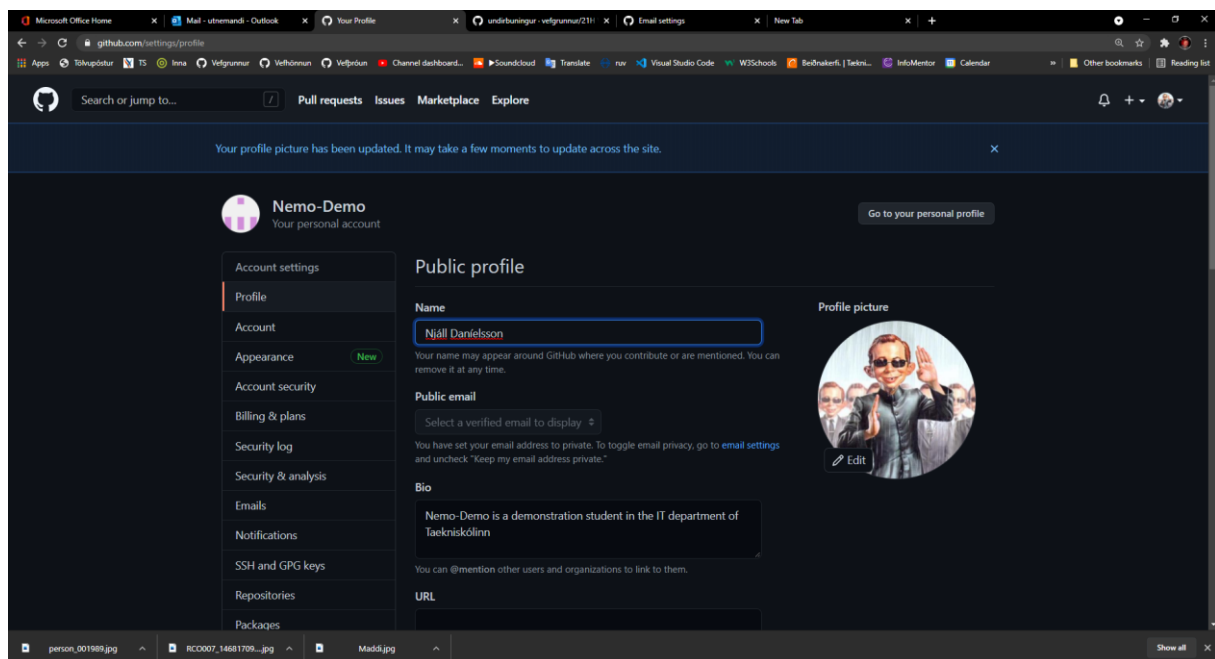 Microsoft Office Home
Mail - utnemandi - Outlook
Your Profile
undirbuningur - vefgrunnur/21H
Email settings
New Tab
github.com/settings/profile
Apps Tölvupóstur TS Inna Vefgrunnur Vefhönnun Vefþróun Channel dashboard... ►Soundcloud Translate ruv Visual Studio Code W3Schools Beiðnakerfi. | Tækni... InfoMentor Calendar » Other bookmarks Reading list
Search or jump to... / Pull requests Issues Marketplace Explore
Your profile picture has been updated. It may take a few moments to update across the site.
Nemo-Demo
Your personal account
Go to your personal profile
Account settings
Profile
Account
Appearance New
Account security
Billing & plans
Security log
Security & analysis
Emails
Notifications
SSH and GPG keys
Repositories
Packages
Public profile
Name
Njáll Daníelsson
Your name may appear around GitHub where you contribute or are mentioned. You can
remove it at any time.
Public email
Select a verified email to display
You have set your email address to private. To toggle email privacy, go to email settings
and uncheck "Keep my email address private."
Bio
Nemo-Demo is a demonstration student in the IT department of
Taekniskólinn
You can @mention other users and organizations to link to them.
URL
Profile picture
Edit
person_001989.jpg
RCO007_14681709....jpg
Maddi.jpg
Show all